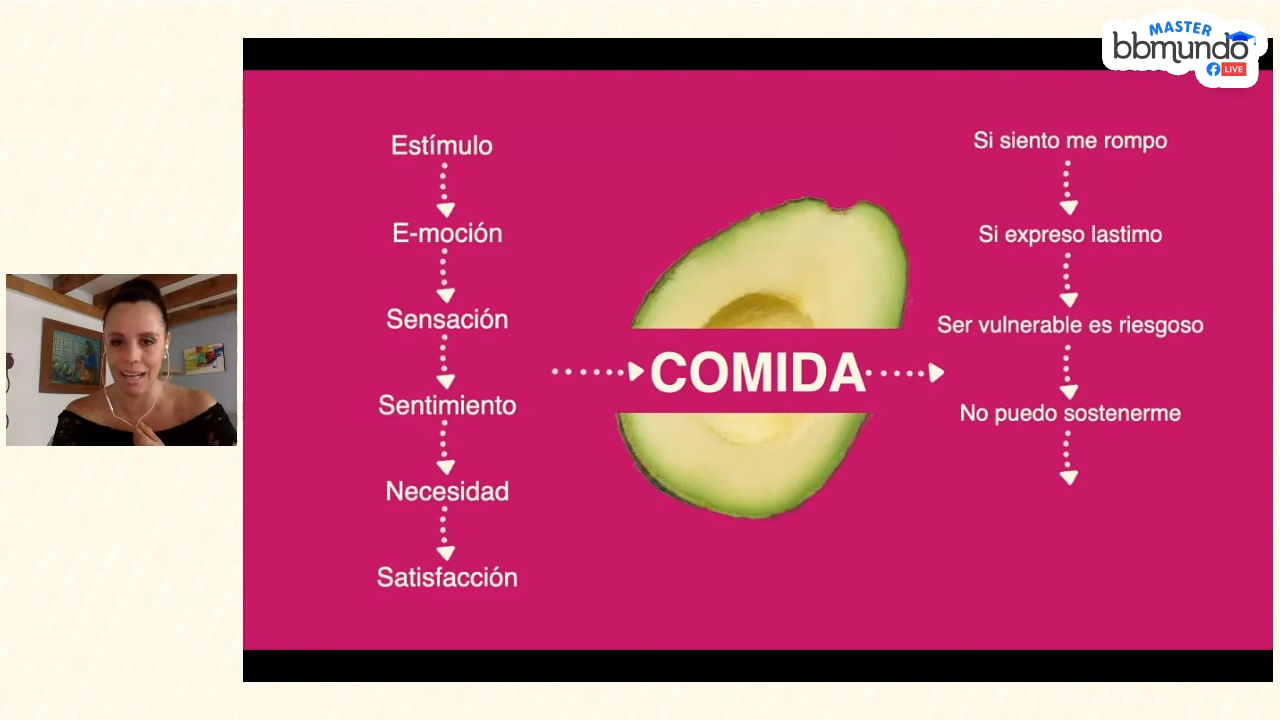 MASTER
bbmundo
LIVE
Estímulo
E-moción
Sensación
Sentimiento
Necesidad
Satisfacción
COMIDA
Si siento me rompo
Si expreso lastimo
Ser vulnerable es riesgoso
No puedo sostenerme